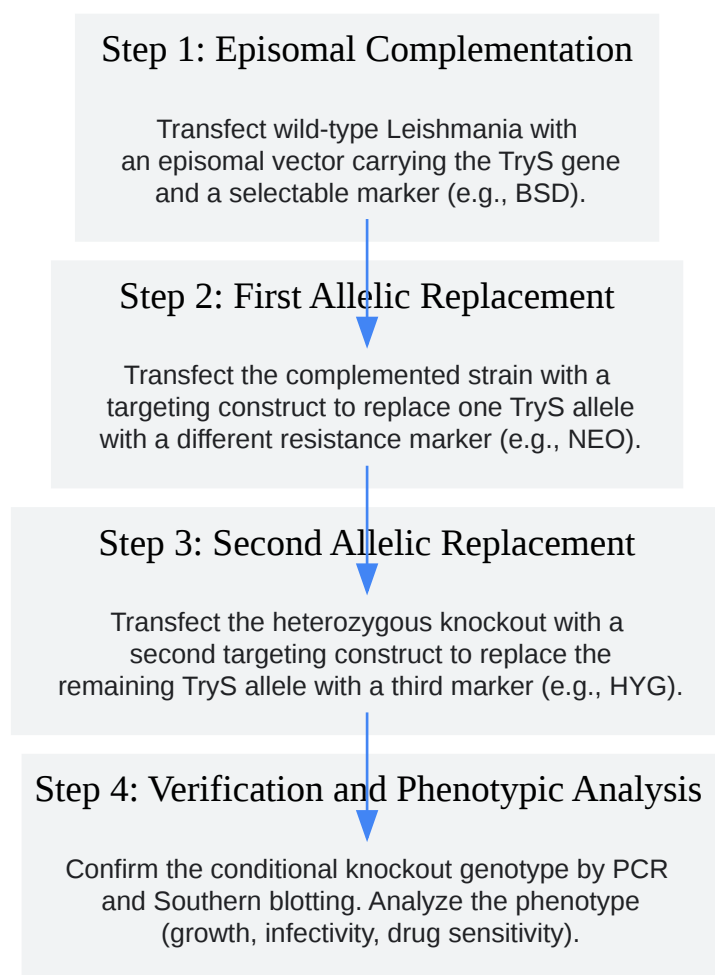 Step 1: Episomal Complementation
Transfect wild-type Leishmania with
an episomal vector carrying the TryS gene
and a selectable marker (e.g., BSD).
Step 2: First Allelic Replacement
Transfect the complemented strain with a
targeting construct to replace one TryS allele
with a different resistance marker (e.g., NEO).
Step 3: Second Allelic Replacement
Transfect the heterozygous knockout with a
second targeting construct to replace the
remaining TryS allele with a third marker (e.g., HYG).
Step 4: Verification and Phenotypic Analysis
Confirm the conditional knockout genotype by PCR
and Southern blotting. Analyze the phenotype
(growth, infectivity, drug sensitivity).